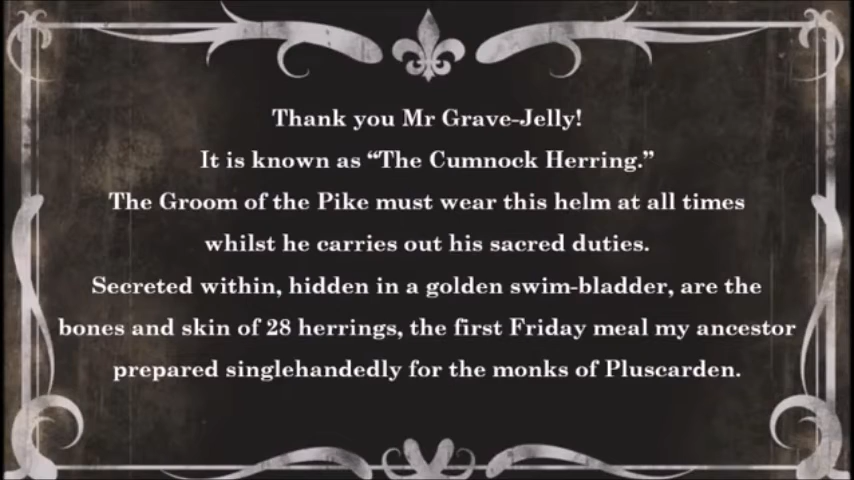 Thank you Mr Grave-Jelly!
It is known as “The Cumnock Herring.”
The Groom of the Pike must wear this helm at all times
whilst he carries out his sacred duties.
Secreted within, hidden in a golden swim-bladder, are the
bones and skin of 28 herrings, the first Friday meal my ancestor
prepared singlehandedly for the monks of Pluscarden.